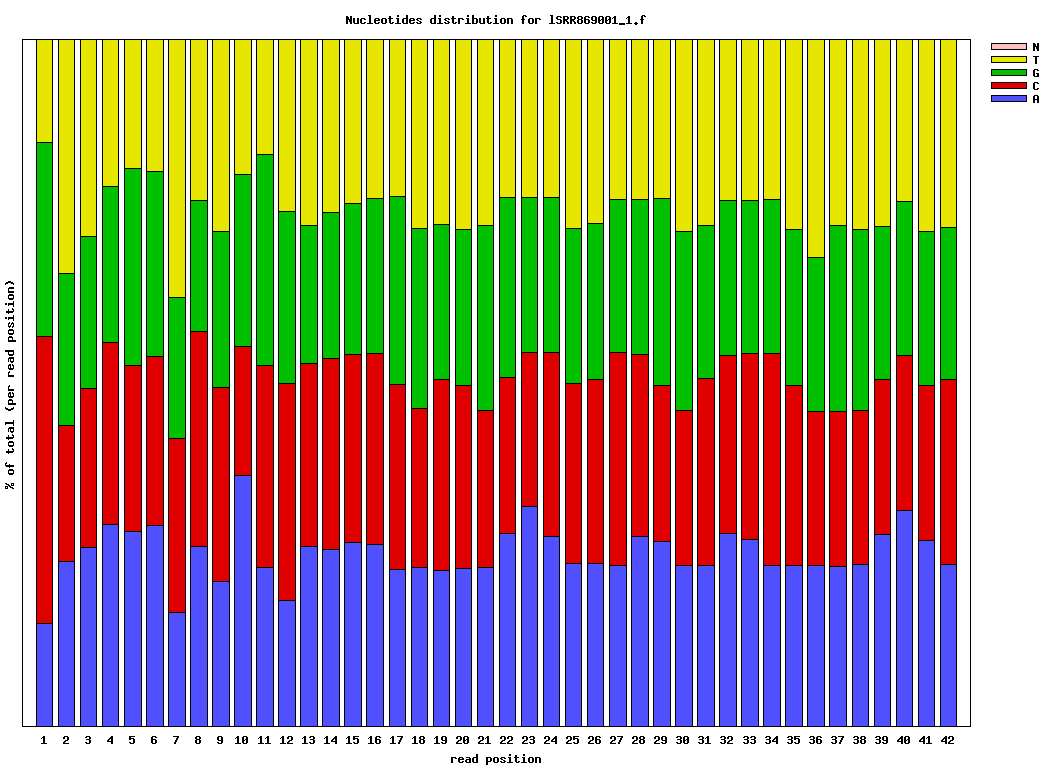 Nucleotides distribution for lSRR869001_1.f
N
T
G
C
A
% of total (per read position)
1 2 3 4 5 6 7 8 9 10 11 12 13 14 15 16 17 18 19 20 21 22 23 24 25 26 27 28 29 30 31 32 33 34 35 36 37 38 39 40 41 42
read position